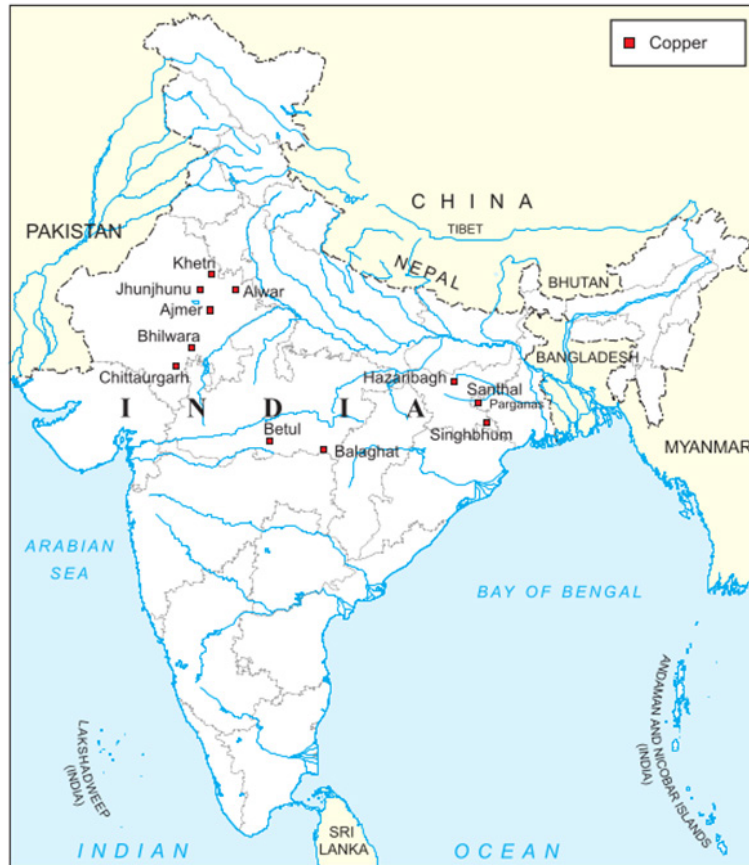 Copper
CHINA
TIBET
PAKISTAN
NEPAL
BHUTAN
Khetri
Jhunjhunu
Alwar
Ajmer
BANGLADESH
Bhilwara
Chittaurgarh
Hazaribagh
Santhal
Parganas
INDIA
Singhbhum
Betul
Balaghat
MYANMAR
ARABIAN
SEA
BAY OF BENGAL
LAKSHADWEEP
(INDIA)
ANDAMAN AND NICOBAR ISLANDS
(INDIA)
SRI
LANKA
INDIAN OCEAN